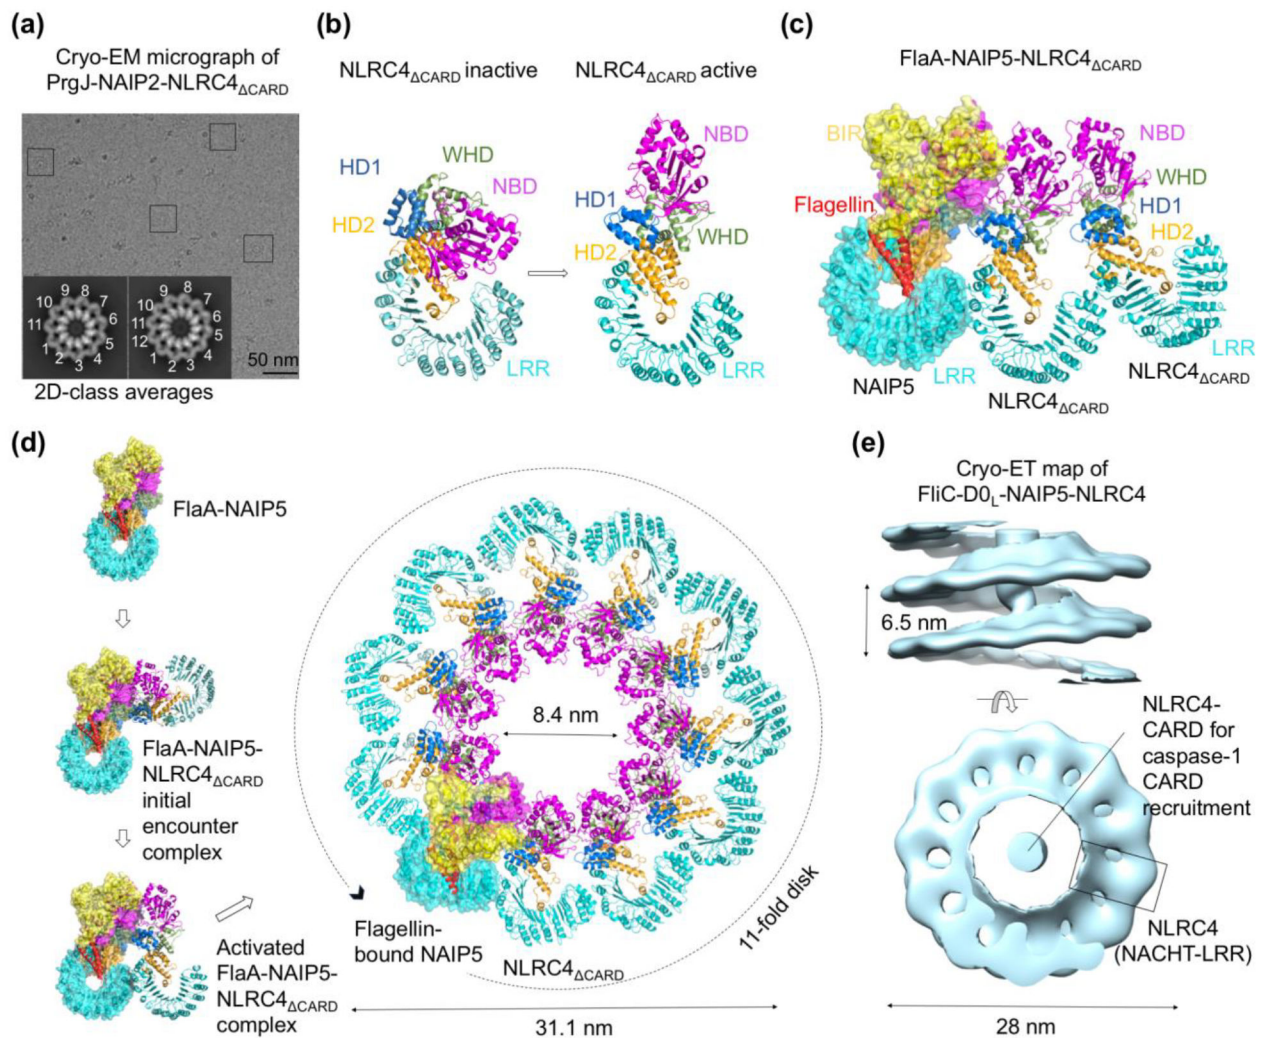 (a)
Cryo-EM micrograph of
PrgJ-NAIP2-NLRC4ΔCARD
10 9 8 7
11 6
1 2 3 4 5
10 9 8 7
11 6
12 5
1 2 3 4
50 nm
2D-class averages
(b)
NLRC4ΔCARD inactive
NLRC4ΔCARD active
HD1
WHD
NBD
HD2
LRR
NBD
HD1
WHD
HD2
LRR
(c)
FlaA-NAIP5-NLRC4ΔCARD
BIR
NBD
WHD
Flagellin
HD1
HD2
LRR
NAIP5
LRR
NLRC4ΔCARD
NLRC4ΔCARD
(d)
FlaA-NAIP5
FlaA-NAIP5-
NLRC4ΔCARD
initial
encounter
complex
Activated
FlaA-NAIP5-
NLRC4ΔCARD
complex
8.4 nm
Flagellin-
bound NAIP5
NLRC4ΔCARD
11-fold disk
31.1 nm
(e)
Cryo-ET map of
FliC-D0L-NAIP5-NLRC4
6.5 nm
NLRC4-
CARD for
caspase-1
CARD
recruitment
NLRC4
(NACHT-LRR)
28 nm